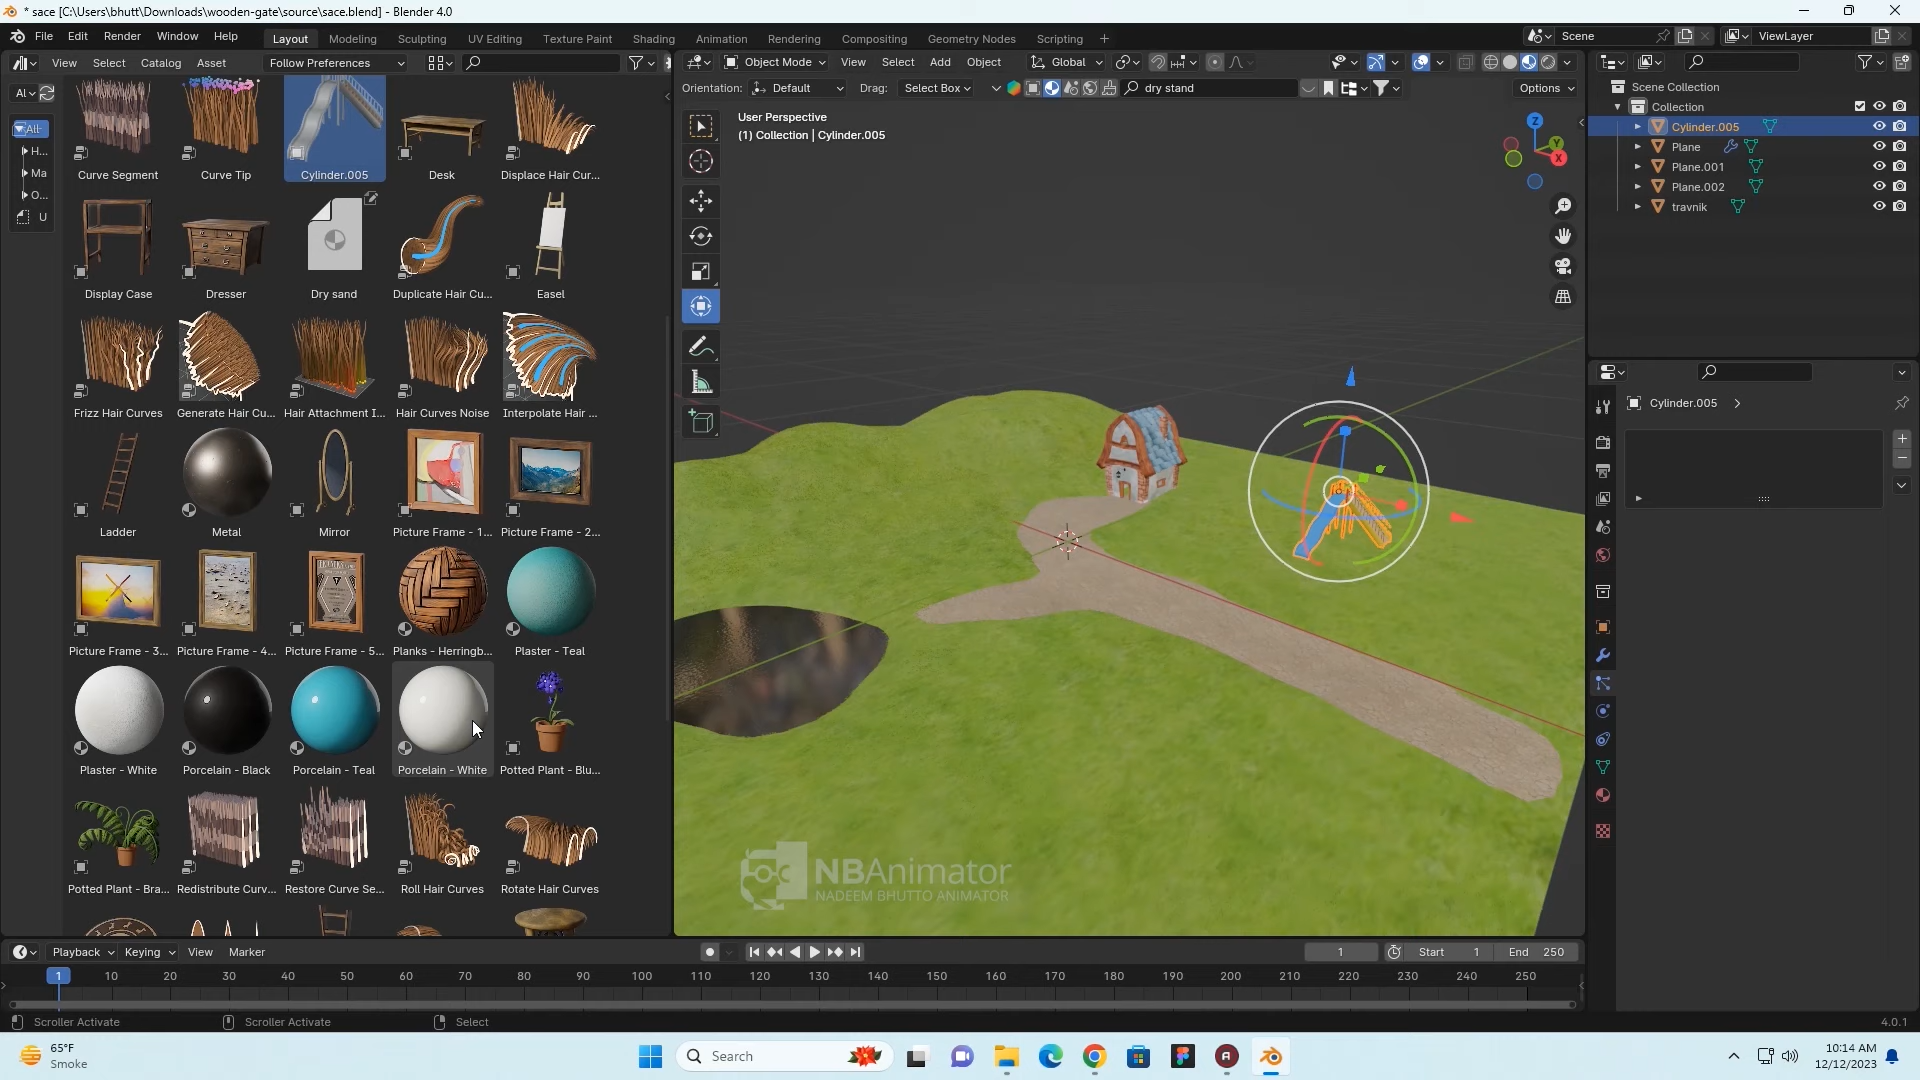 * sace [C:\Users\bhutt\Downloads\wooden-gate\source\sace.blend] - Blender 4.0
File Edit Render Window Help
Layout Modeling Sculpting UV Editing Texture Paint Shading Animation Rendering Compositing Geometry Nodes Scripting +
Scene
ViewLayer
View Select Catalog Asset
Follow Preferences
Object Mode
View Select Add Object
Global
Orientation: Default
Drag: Select Box
dry stand
Options
Al
All
H...
Ma
O...
U
Curve Segment
Curve Tip
Cylinder.005
Desk
Displace Hair Cur...
Display Case
Dresser
Dry sand
Duplicate Hair Cu...
Easel
Frizz Hair Curves
Generate Hair Cu...
Hair Attachment I...
Hair Curves Noise
Interpolate Hair ...
Ladder
Metal
Mirror
Picture Frame - 1...
Picture Frame - 2...
Picture Frame - 3...
Picture Frame - 4...
Picture Frame - 5...
Planks - Herringb...
Plaster - Teal
Plaster - White
Porcelain - Black
Porcelain - Teal
Porcelain - White
Potted Plant - Blu...
Potted Plant - Bra...
Redistribute Curv...
Restore Curve Se...
Roll Hair Curves
Rotate Hair Curves
User Perspective
(1) Collection | Cylinder.005
Z
Y
X
NBAnimator
NADEEM BHUTTO ANIMATOR
Scene Collection
Collection
Cylinder.005
Plane
Plane.001
Plane.002
travnik
Cylinder.005
Playback Keying View Marker
1
Start 1
End 250
1 10 20 30 40 50 60 70 80 90 100 110 120 130 140 150 160 170 180 190 200 210 220 230 240 250
Scroller Activate
Scroller Activate
Select
4.0.1
65°F
Smoke
Search
10:14 AM
12/12/2023